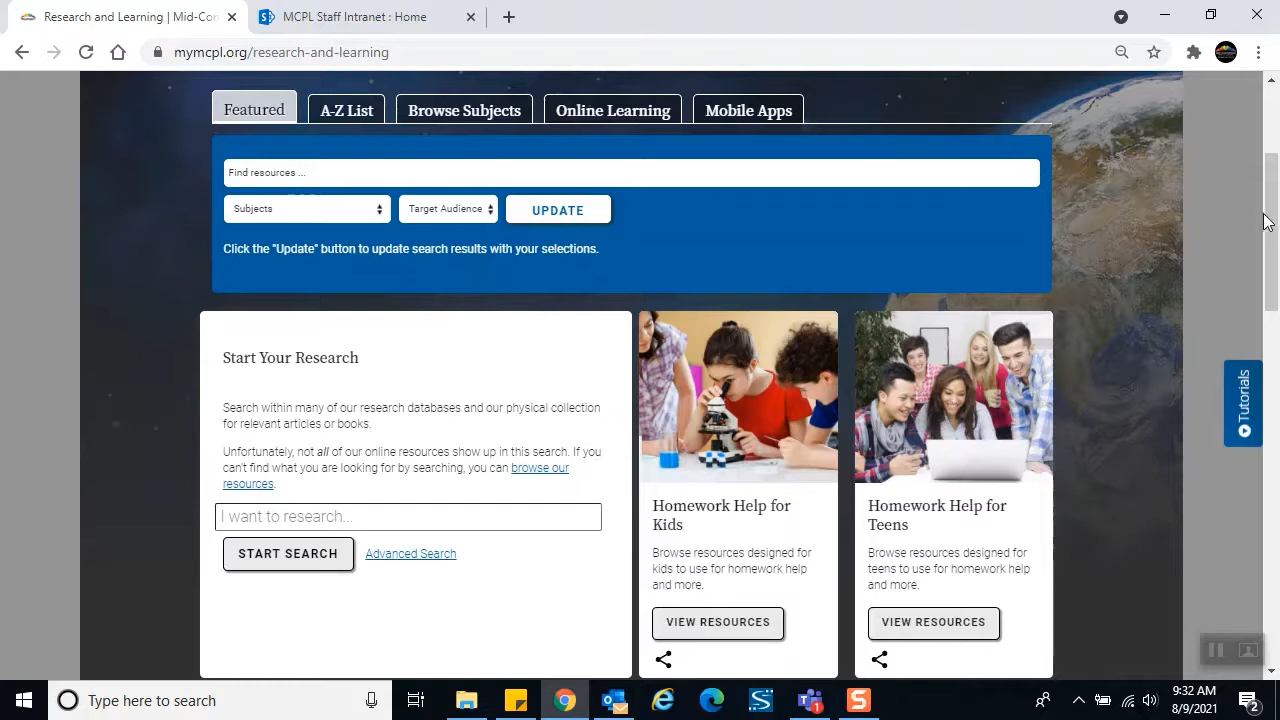 Research and Learning | Mid-Con
MCPL Staff Intranet : Home
mymcpl.org/research-and-learning
Featured
A-Z List
Browse Subjects
Online Learning
Mobile Apps
Find resources ...
Subjects
Target Audience
UPDATE
Click the "Update" button to update search results with your selections.
Start Your Research
Search within many of our research databases and our physical collection
for relevant articles or books.
Unfortunately, not all of our online resources show up in this search. If you
can't find what you are looking for by searching, you can browse our
resources.
I want to research...
START SEARCH
Advanced Search
Homework Help for
Kids
Browse resources designed for
kids to use for homework help
and more.
VIEW RESOURCES
Homework Help for
Teens
Browse resources designed for
teens to use for homework help
and more.
VIEW RESOURCES
Tutorials
Type here to search
9:32 AM
8/9/2021
1
2